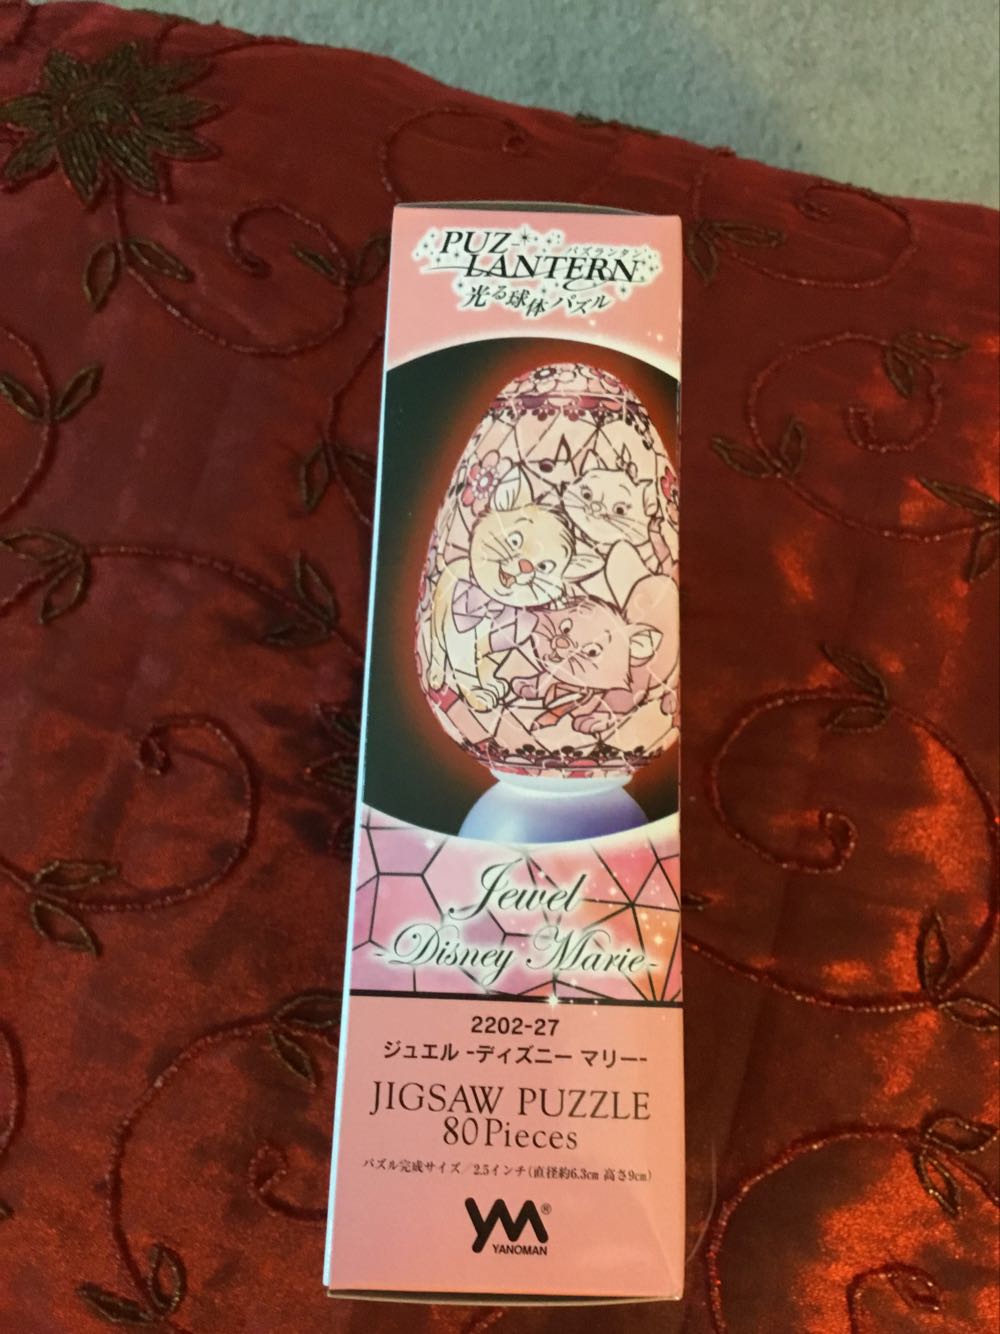 PUZ-
パズランタン
LANTERN
光る球体パズル
Jewel
-Disney Marie-
2202-27
ジュエル -ディズニー マリー-
JIGSAW PUZZLE
80Pieces
パズル完成サイズ/2.5インチ(直径約6.3cm 高さ9cm)
YM®
YANOMAN